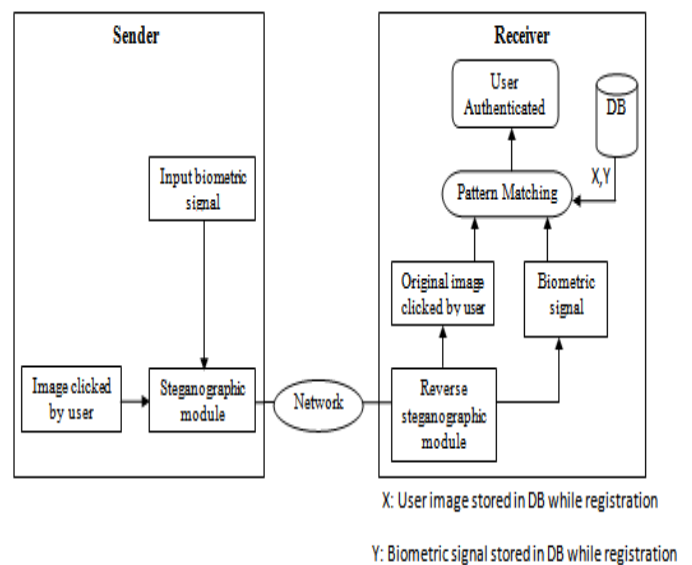 Sender
Receiver
User
Authenticated
DB
Input biometric
signal
X,Y
Pattern Matching
Original image
clicked by user
Biometric
signal
Image clicked
by user
Steganographic
module
Network
Reverse
steganographic
module
X: User image stored in DB while registration
Y: Biometric signal stored in DB while registration